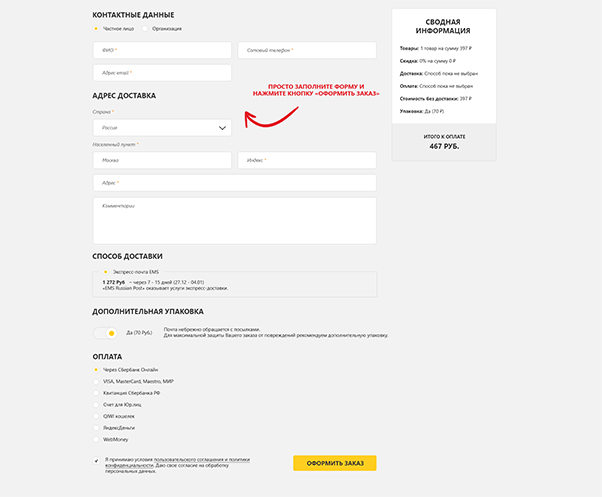 КОНТАКТНЫЕ ДАННЫЕ
Частное лицо
Организация
ФИО *
Сотовый телефон *
Адрес email *
АДРЕС ДОСТАВКА
ПРОСТО ЗАПОЛНИТЕ ФОРМУ И
НАЖМИТЕ КНОПКУ «ОФОРМИТЬ ЗАКАЗ»
Страна *
Россия
Населенный пункт *
Москва
Индекс *
Адрес *
Комментарии
СПОСОБ ДОСТАВКИ
Экспресс-почта EMS
1 272 Руб - через 7 - 15 дней (27.12 - 04.01)
«EMS Russian Post» оказывает услуги экспресс-доставки.
ДОПОЛНИТЕЛЬНАЯ УПАКОВКА
Да (70 Руб.)
Почта небрежно обращается с посылками.
Для максимальной защиты Вашего заказа от повреждений рекомендуем дополнительную упаковку.
ОПЛАТА
Через Сбербанк Онлайн
VISA, MasterCard, Maestro, МИР
Квитанция Сбербанка РФ
Счет для Юр.лиц
QIWI кошелек
ЯндексДеньги
WebMoney
Я принимаю условия пользовательского соглашения и политики
конфиденциальности. Даю свое согласие на обработку
персональных данных.
ОФОРМИТЬ ЗАКАЗ
СВОДНАЯ
ИНФОРМАЦИЯ
Товары: 1 товар на сумму 397 ₽
Скидка: 0% на сумму 0 ₽
Доставка: Способ пока не выбран
Оплата: Способ пока не выбран
Стоимость без доставки: 397 ₽
Упаковка: Да (70 ₽)
ИТОГО К ОПЛАТЕ
467 РУБ.